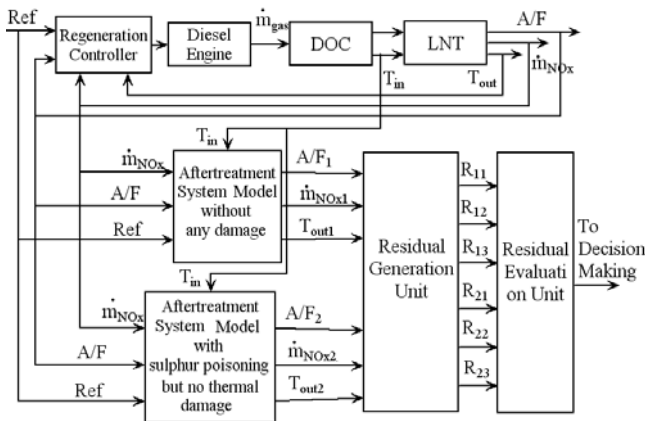 Ref
Regeneration
Controller
Diesel
Engine
ṁgas
DOC
LNT
A/F
ṁNOx
Tin
Tout
Tin
ṁNOx
A/F
Ref
Aftertreatment
System Model
without
any damage
A/F1
ṁNOx1
Tout1
Tin
ṁNOx
A/F
Ref
Aftertreatment
System Model
with
sulphur poisoning
but no thermal
damage
A/F2
ṁNOx2
Tout2
Residual
Generation
Unit
R11
R12
R13
R21
R22
R23
Residual
Evaluati
on Unit
To
Decision
Making